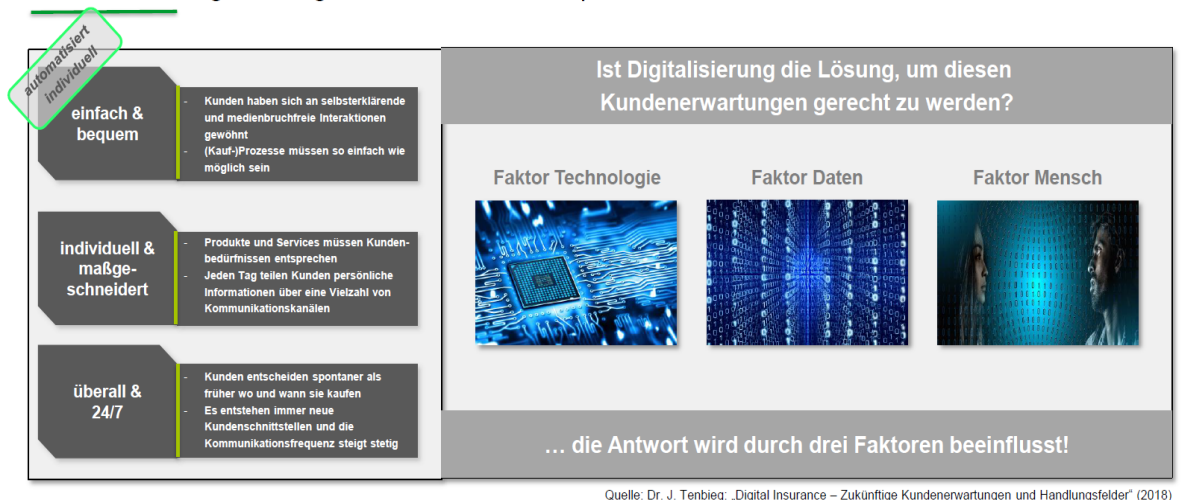 automatisiert
individuell
einfach &
bequem
- Kunden haben sich an selbsterklärende
und medienbruchfreie Interaktionen
gewöhnt
- (Kauf-)Prozesse müssen so einfach wie
möglich sein
individuell &
maßge-
schneidert
- Produkte und Services müssen Kunden-
bedürfnissen entsprechen
- Jeden Tag teilen Kunden persönliche
Informationen über eine Vielzahl von
Kommunikationskanälen
überall &
24/7
- Kunden entscheiden spontaner als
früher wo und wann sie kaufen
- Es entstehen immer neue
Kundenschnittstellen und die
Kommunikationsfrequenz steigt stetig
Ist Digitalisierung die Lösung, um diesen
Kundenerwartungen gerecht zu werden?
Faktor Technologie
Faktor Daten
Faktor Mensch
… die Antwort wird durch drei Faktoren beeinflusst!
Quelle: Dr. J. Tenbieg: „Digital Insurance – Zukünftige Kundenerwartungen und Handlungsfelder“ (2018)